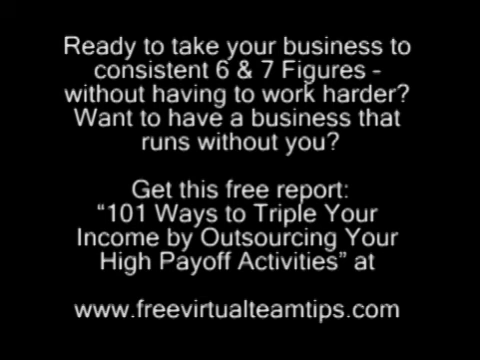 Ready to take your business to
consistent 6 & 7 Figures -
without having to work harder?
Want to have a business that
runs without you?
Get this free report:
“101 Ways to Triple Your
Income by Outsourcing Your
High Payoff Activities” at
www.freevirtualteamtips.com